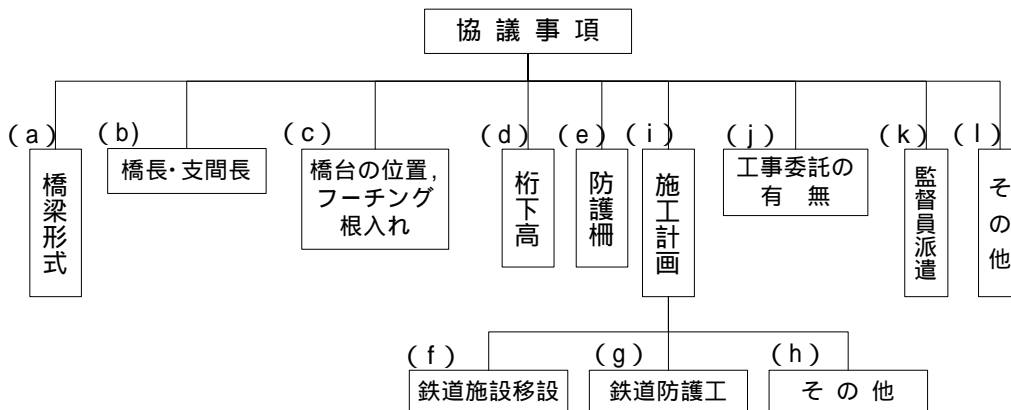 協議事項
(a)
橋梁形式
(b)
橋長・支間長
(c)
橋台の位置,
フーチング
根入れ
(d)
桁下高
(e)
防護柵
(i)
施工計画
(j)
工事委託の
有無
(k)
監督員派遣
(l)
その他
(f)
鉄道施設移設
(g)
鉄道防護工
(h)
その他